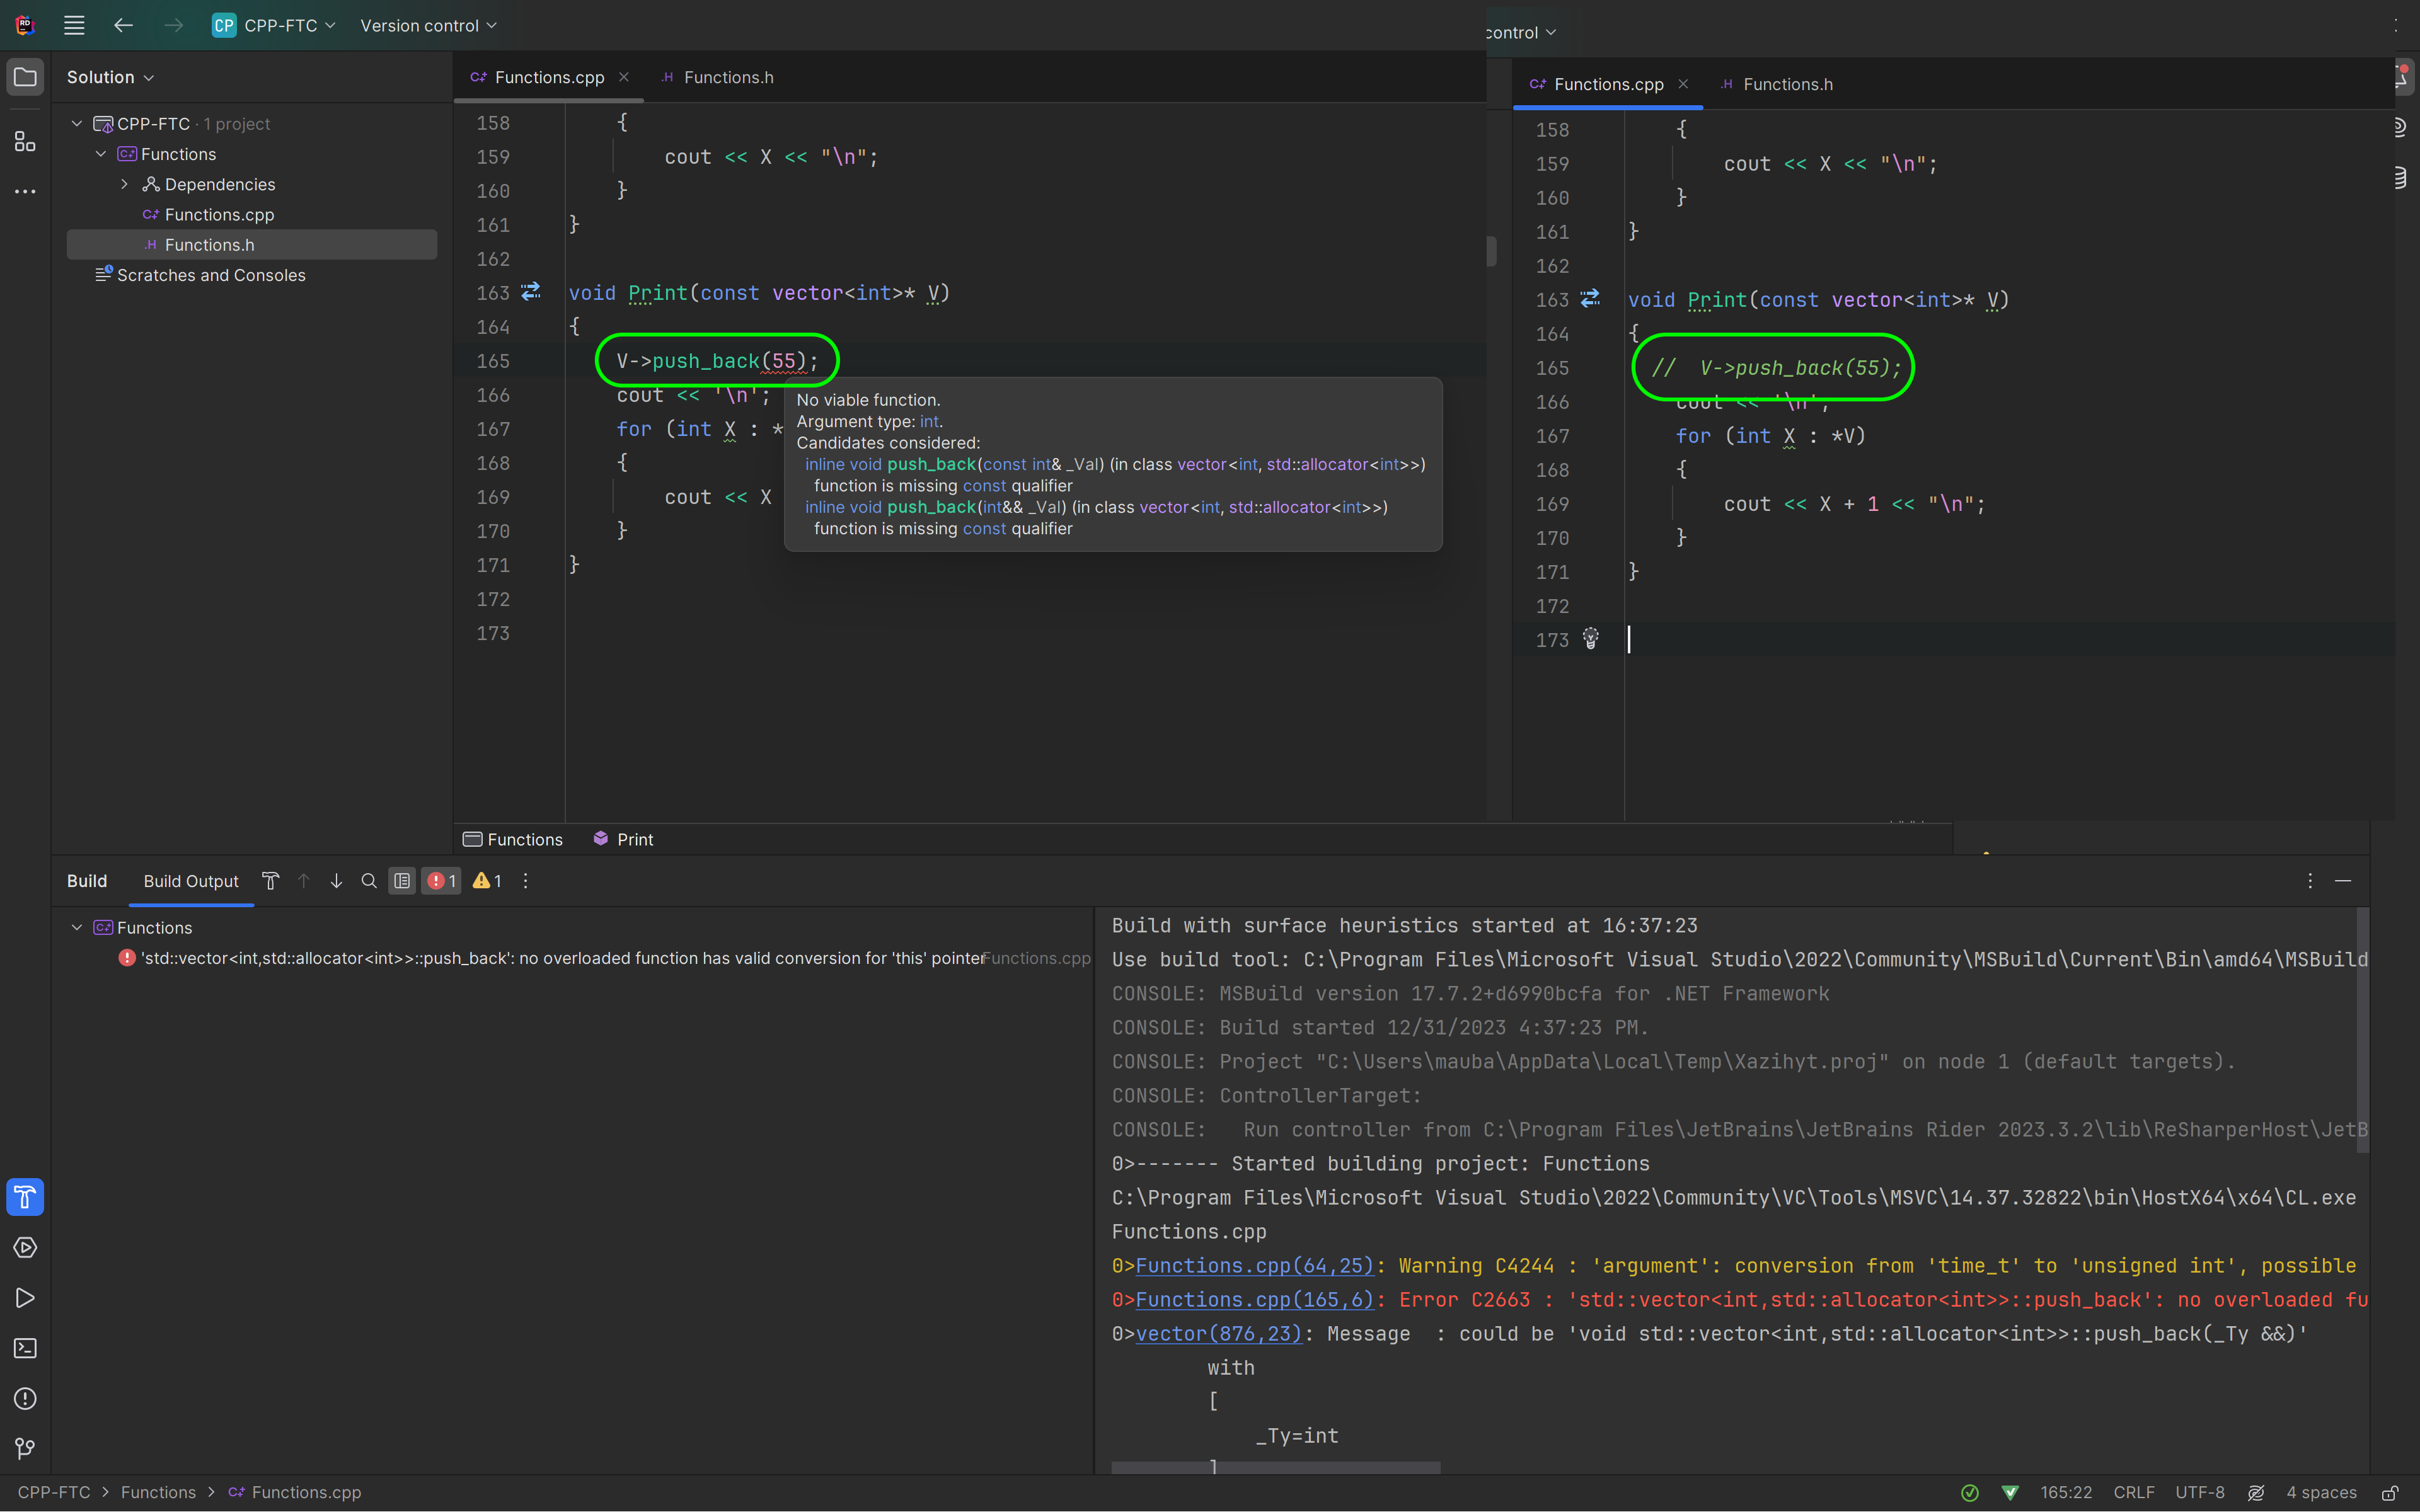 CP CPP-FTC Version control
control
Solution
CPP-FTC · 1 project
Functions
Dependencies
Functions.cpp
Functions.h
Scratches and Consoles
Functions.cpp Functions.h
158 {
159 cout << X << "\n";
160 }
161 }
162
163 void Print(const vector<int>* V)
164 {
165 V->push_back(55);
166 cout << '\n';
167 for (int X : *
168 {
169 cout << X
170 }
171 }
172
173
No viable function.
Argument type: int.
Candidates considered:
inline void push_back(const int& _Val) (in class vector<int, std::allocator<int>>)
function is missing const qualifier
inline void push_back(int&& _Val) (in class vector<int, std::allocator<int>>)
function is missing const qualifier
Functions.cpp Functions.h
158 {
159 cout << X << "\n";
160 }
161 }
162
163 void Print(const vector<int>* V)
164 {
165 // V->push_back(55);
166 cout << '\n';
167 for (int X : *V)
168 {
169 cout << X + 1 << "\n";
170 }
171 }
172
173
Functions Print
Build Build Output 1 1
Functions
'std::vector<int,std::allocator<int>>::push_back': no overloaded function has valid conversion for 'this' pointer Functions.cpp
Build with surface heuristics started at 16:37:23
Use build tool: C:\Program Files\Microsoft Visual Studio\2022\Community\MSBuild\Current\Bin\amd64\MSBuild
CONSOLE: MSBuild version 17.7.2+d6990bcfa for .NET Framework
CONSOLE: Build started 12/31/2023 4:37:23 PM.
CONSOLE: Project "C:\Users\mauba\AppData\Local\Temp\Xazihyt.proj" on node 1 (default targets).
CONSOLE: ControllerTarget:
CONSOLE: Run controller from C:\Program Files\JetBrains\JetBrains Rider 2023.3.2\lib\ReSharperHost\JetB
0>------- Started building project: Functions
C:\Program Files\Microsoft Visual Studio\2022\Community\VC\Tools\MSVC\14.37.32822\bin\HostX64\x64\CL.exe
Functions.cpp
0>Functions.cpp(64,25): Warning C4244 : 'argument': conversion from 'time_t' to 'unsigned int', possible
0>Functions.cpp(165,6): Error C2663 : 'std::vector<int,std::allocator<int>>::push_back': no overloaded fu
0>vector(876,23): Message : could be 'void std::vector<int,std::allocator<int>>::push_back(_Ty &&)'
with
[
_Ty=int
]
CPP-FTC > Functions > Functions.cpp
165:22 CRLF UTF-8 4 spaces